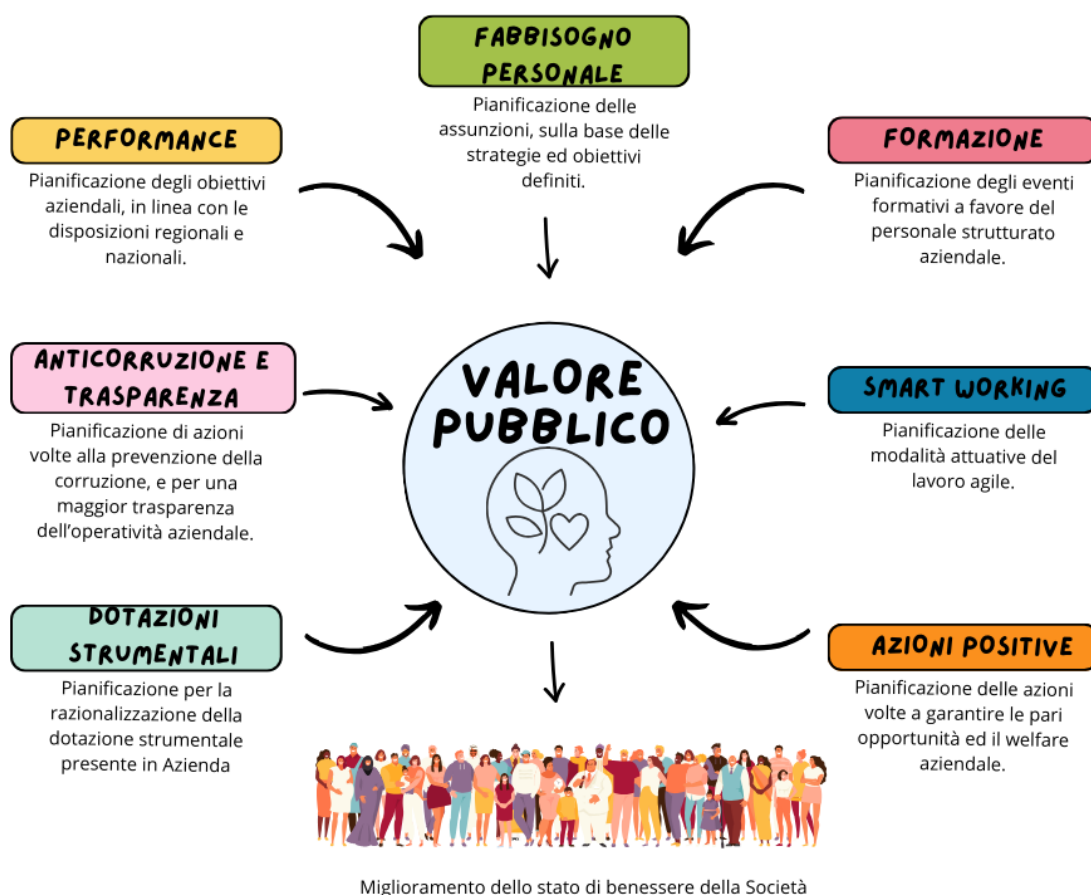 FABBISOGNO
PERSONALE
Pianificazione delle
assunzioni, sulla base delle
strategie ed obiettivi
definiti.
PERFORMANCE
Pianificazione degli obiettivi
aziendali, in linea con le
disposizioni regionali e
nazionali.
FORMAZIONE
Pianificazione degli eventi
formativi a favore del
personale strutturato
aziendale.
ANTICORRUZIONE E
TRASPARENZA
Pianificazione di azioni
volte alla prevenzione della
corruzione, e per una
maggior trasparenza
dell'operatività aziendale.
VALORE
PUBBLICO
SMART WORKING
Pianificazione delle
modalità attuative del
lavoro agile.
DOTAZIONI
STRUMENTALI
Pianificazione per la
razionalizzazione della
dotazione strumentale
presente in Azienda
AZIONI POSITIVE
Pianificazione delle azioni
volte a garantire le pari
opportunità ed il welfare
aziendale.
Miglioramento dello stato di benessere della Società